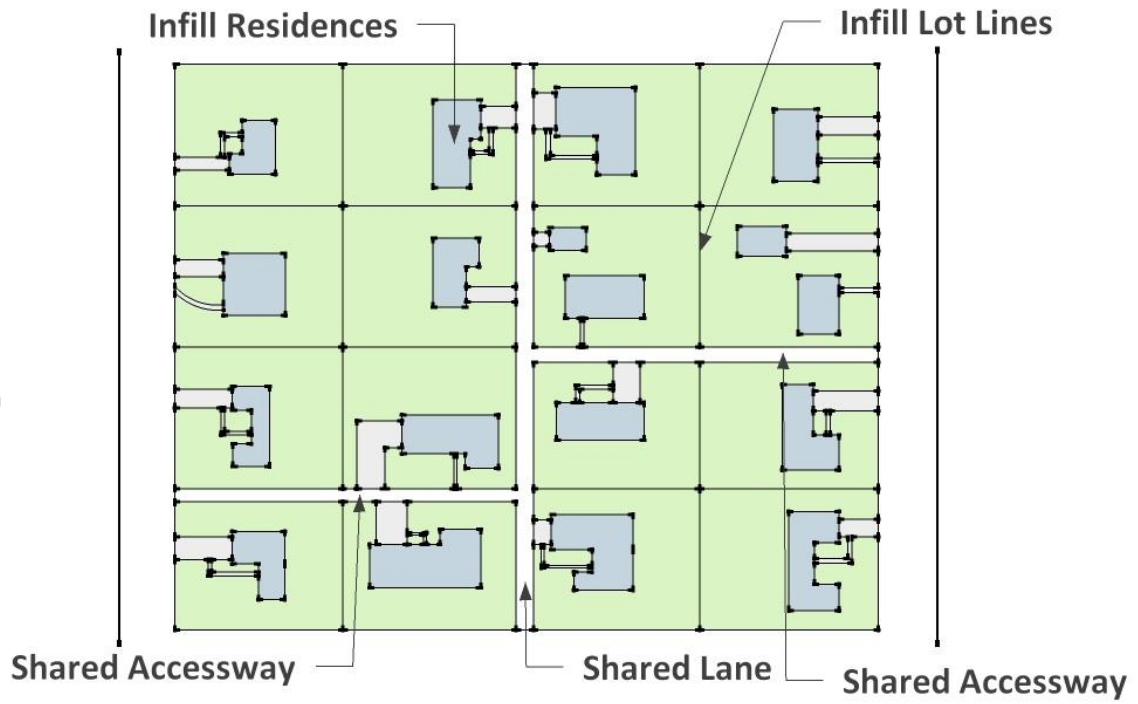 Infill Residences
Infill Lot Lines
Shared Accessway
Shared Lane
Shared Accessway